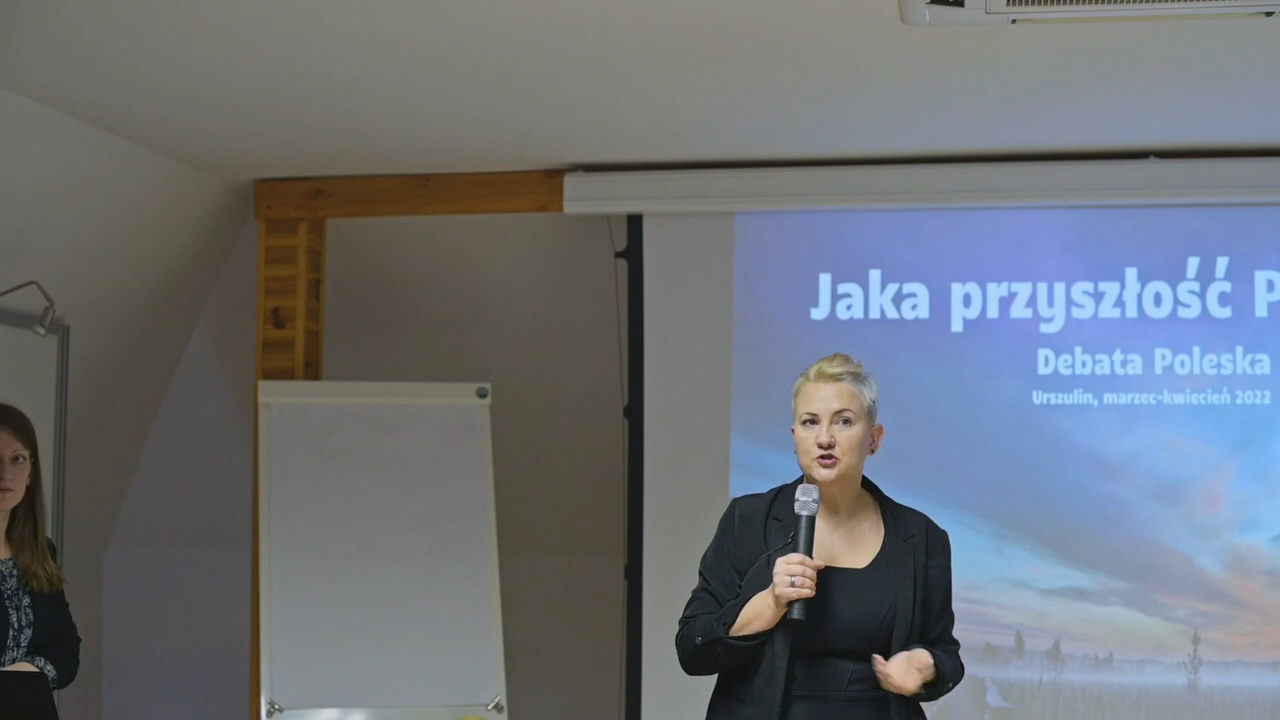 Jaka przyszłość P
Debata Poleska
Urszulin, marzec-kwiecień 2022